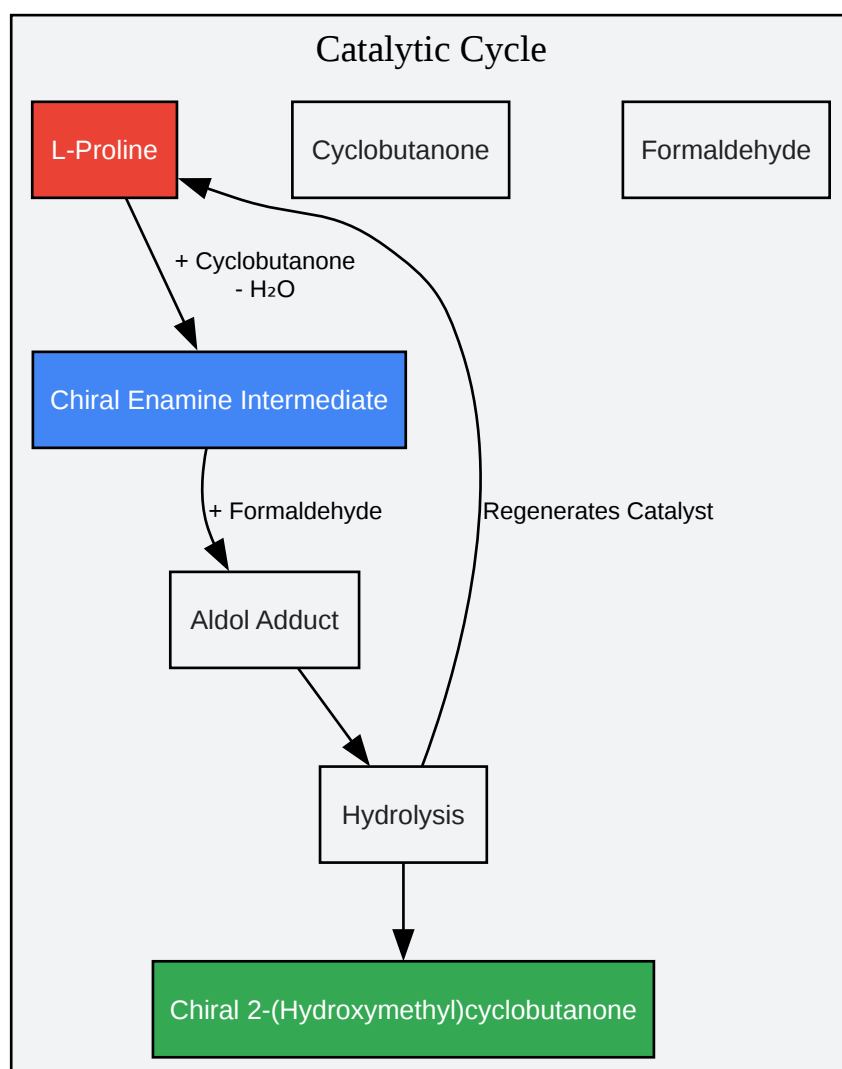 Catalytic Cycle
L-Proline
Cyclobutanone
Formaldehyde
+ Cyclobutanone
- H₂O
Chiral Enamine Intermediate
+ Formaldehyde
Regenerates Catalyst
Aldol Adduct
Hydrolysis
Chiral 2-(Hydroxymethyl)cyclobutanone